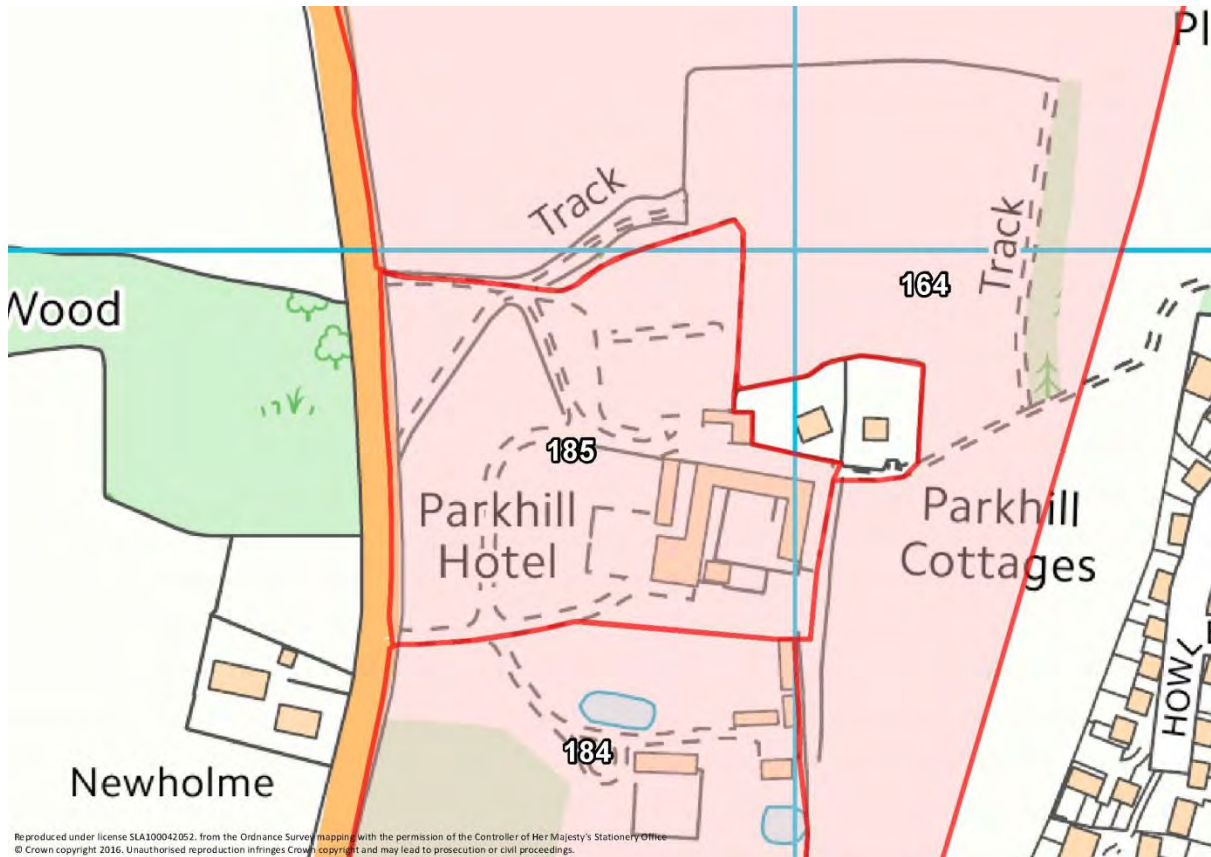 Pl
Track
Track
164
Wood
185
Parkhill
Hotel
Parkhill
Cottages
184
Newholme
Reproduced under license SLA100042052. from the Ordnance Survey mapping with the permission of the Controller of Her Majesty's Stationery Office
© Crown copyright 2016. Unauthorised reproduction infringes Crown copyright and may lead to prosecution or civil proceedings.